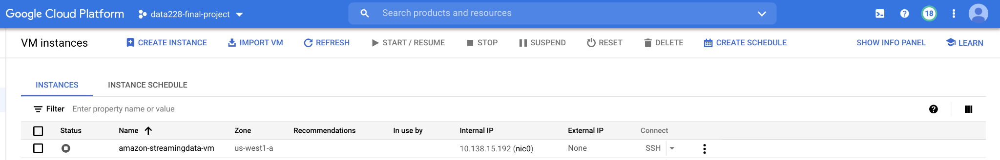 Google Cloud Platform data228-final-project Search products and resources 18
VM instances CREATE INSTANCE IMPORT VM REFRESH START / RESUME STOP SUSPEND RESET DELETE CREATE SCHEDULE SHOW INFO PANEL LEARN
INSTANCES INSTANCE SCHEDULE
Filter Enter property name or value
Status Name Zone Recommendations In use by Internal IP External IP Connect
amazon-streamingdata-vm us-west1-a 10.138.15.192 (nic0) None SSH